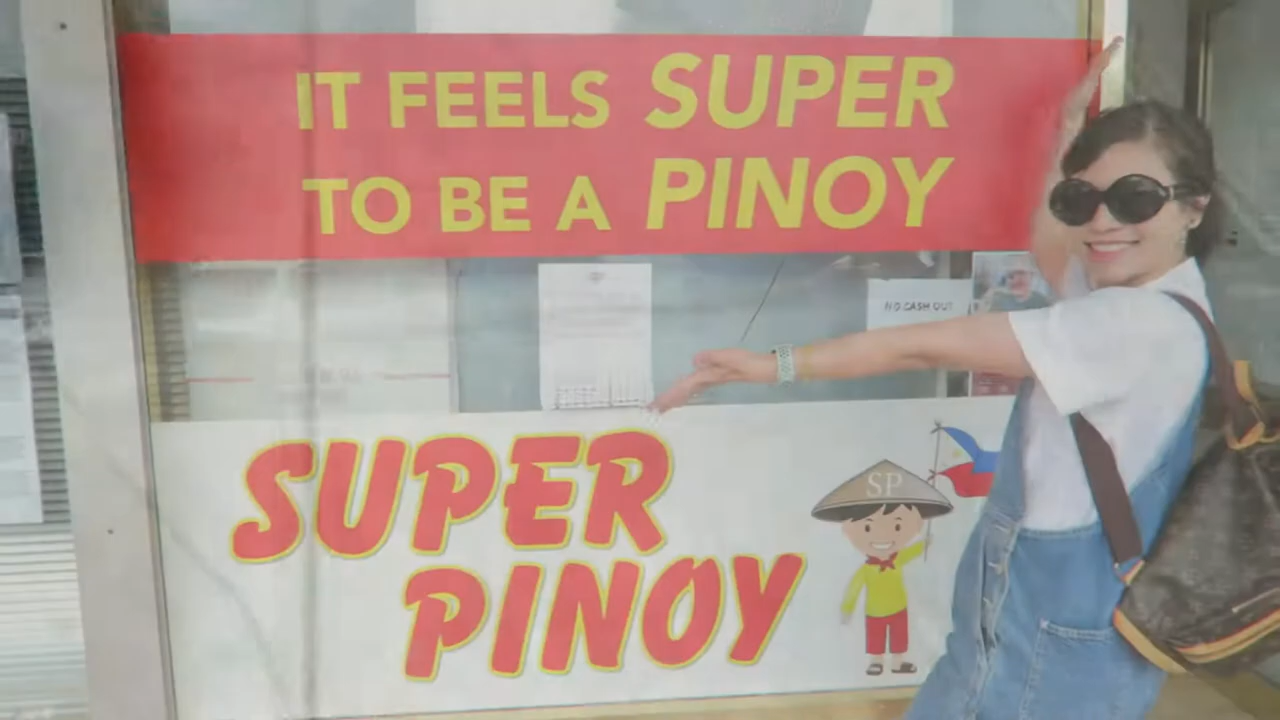 IT FEELS SUPER
TO BE A PINOY
NO CASH OUT
SUPER
PINOY
SP